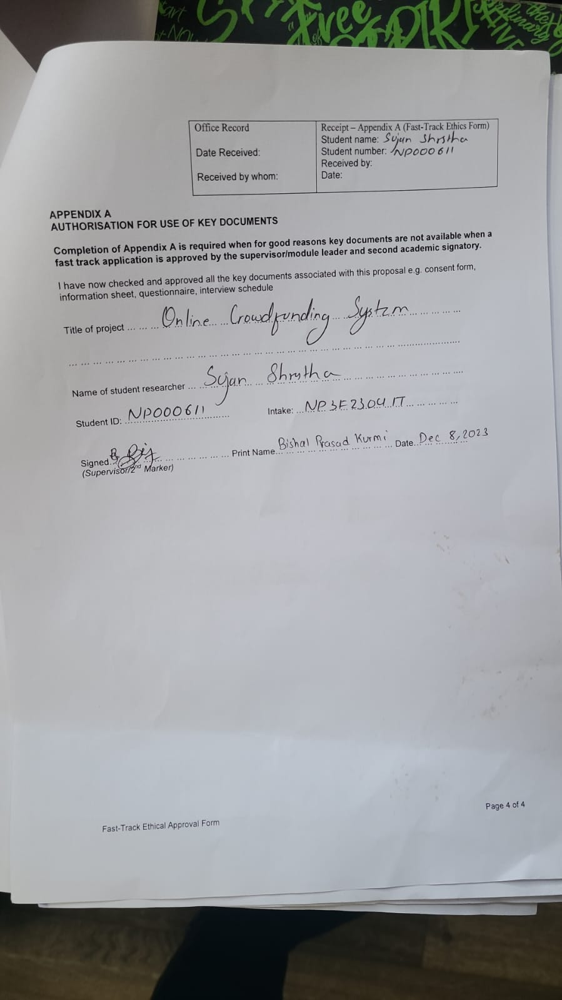 Free
Office Record
Date Received:
Received by whom:
Receipt – Appendix A (Fast-Track Ethics Form)
Student name: Sujan Shrstha
Student number: NP000611
Received by:
Date:
APPENDIX A
AUTHORISATION FOR USE OF KEY DOCUMENTS
Completion of Appendix A is required when for good reasons key documents are not available when a
fast track application is approved by the supervisor/module leader and second academic signatory.
I have now checked and approved all the key documents associated with this proposal e.g. consent form,
information sheet, questionnaire, interview schedule
Title of project ... ... ... Online Crowdfunding System ... ... ... ...
Name of student researcher ... Sujan Shrstha ... ... ... ...
Student ID: NP000611
Intake: ... NP3F2304IT ... ... ... ...
Signed ... ... ... ... Print Name Bishal Prasad Kurmi Date Dec 8, 2023
(Supervisor/2nd Marker)
Page 4 of 4
Fast-Track Ethical Approval Form